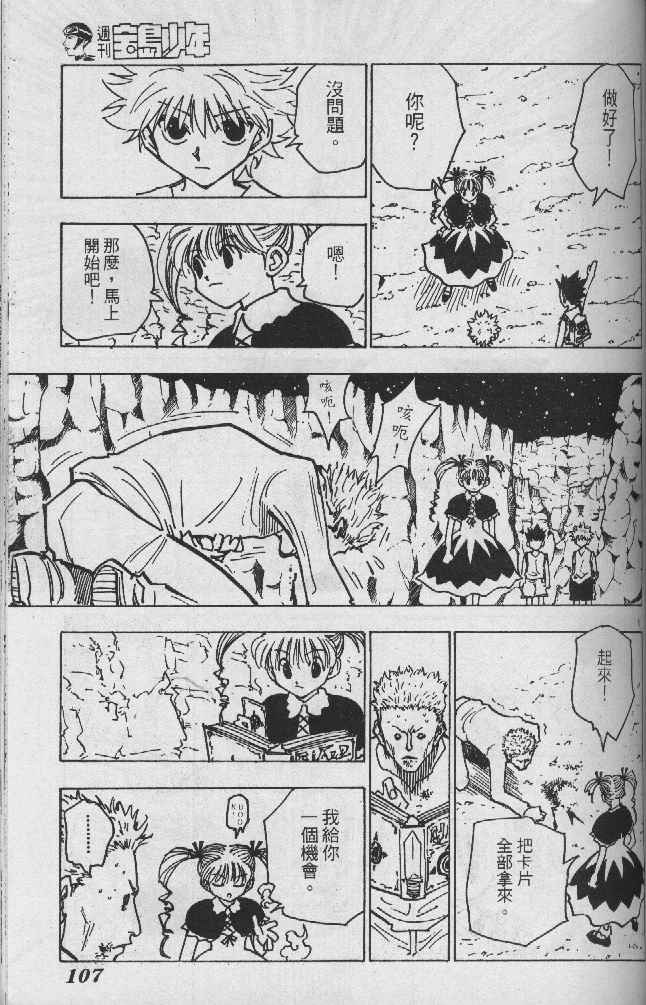 週刊
寶島少年
做好了！
你呢？
沒問題。
嗯！
那麼，馬上
開始吧！
咳呃！
咳呃
起來！
把卡片
全部拿來。
我給你
一個機會。
………
107